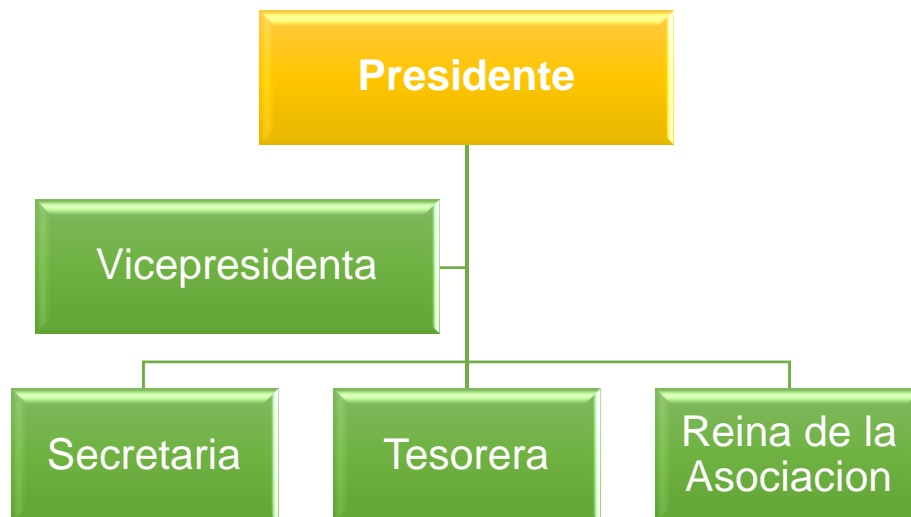 Presidente
Vicepresidenta
Secretaria
Tesorera
Reina de la
Asociacion